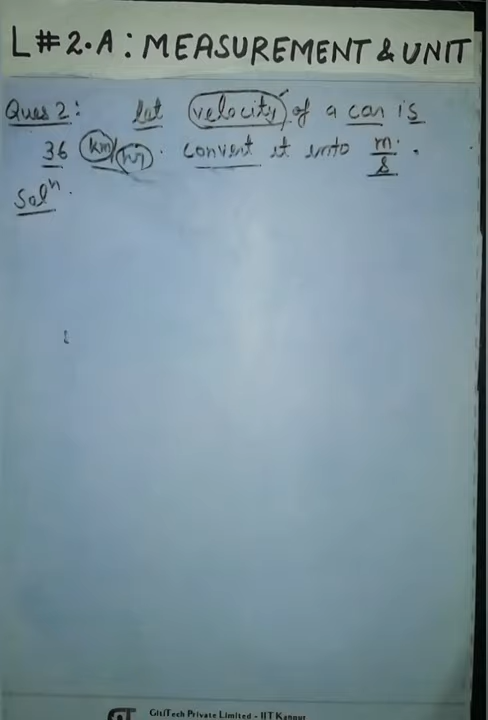 L#2.A: MEASUREMENT & UNIT
Ques 2: let velocity of a car is
36 km/hr. convert it into m/s.
Solⁿ.
GitiTech Private Limited - IIT Kanpur